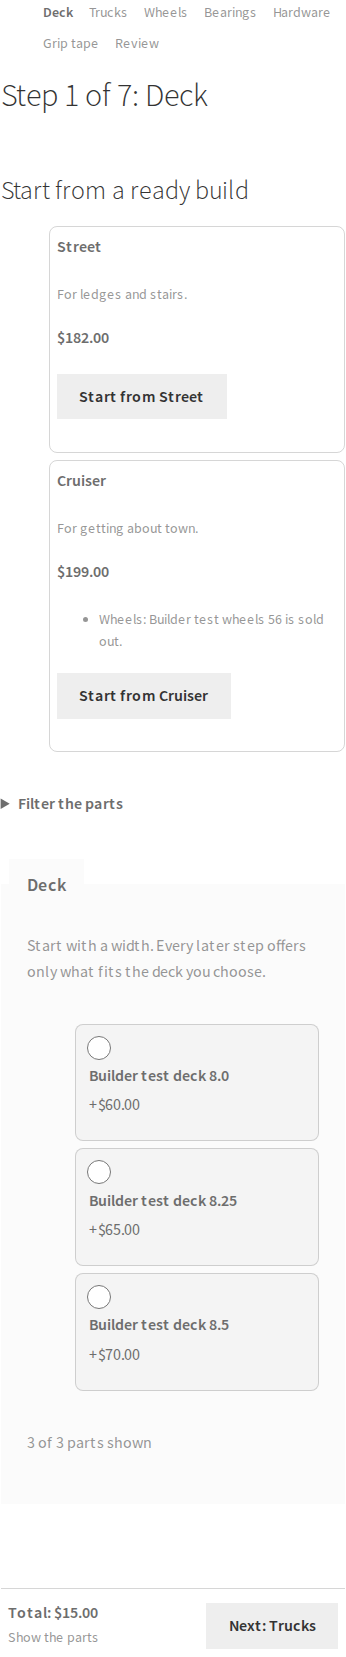 Deck Trucks Wheels Bearings Hardware
Grip tape Review
Step 1 of 7: Deck
Start from a ready build
Street
For ledges and stairs.
$182.00
Start from Street
Cruiser
For getting about town.
$199.00
• Wheels: Builder test wheels 56 is sold
out.
Start from Cruiser
Filter the parts
Deck
Start with a width. Every later step offers
only what fits the deck you choose.
Builder test deck 8.0
+$60.00
Builder test deck 8.25
+$65.00
Builder test deck 8.5
+$70.00
3 of 3 parts shown
Total: $15.00
Show the parts
Next: Trucks